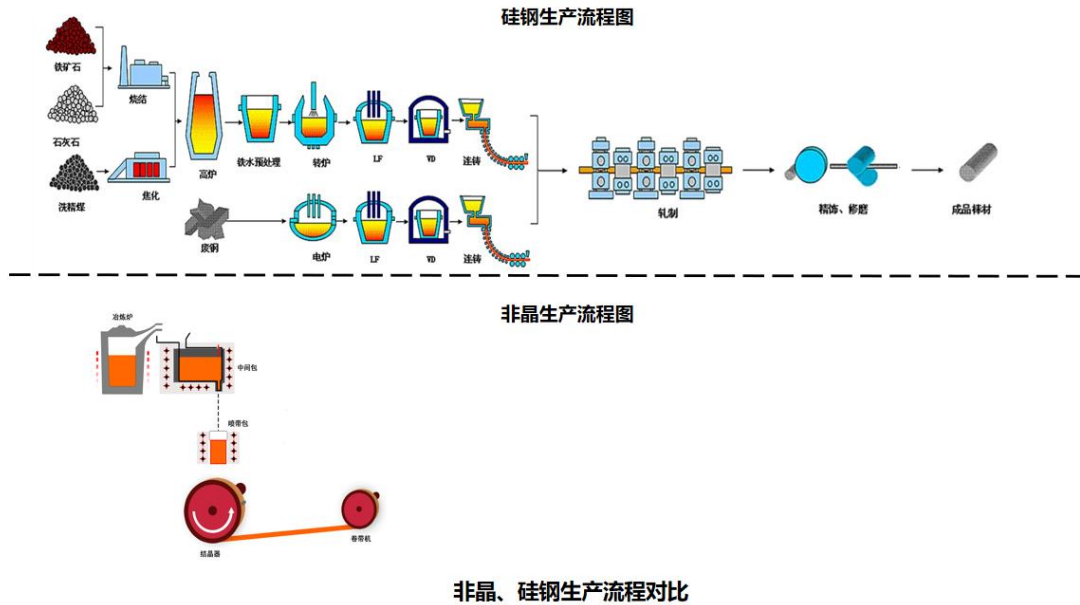 硅钢生产流程图
铁矿石
烧结
石灰石
洗精煤
焦化
高炉
铁水预处理
转炉
LF
VD
连铸
轧制
精饰、修磨
成品棒材
废钢
电炉
LF
VD
连铸
非晶生产流程图
冶炼炉
中间包
喷带包
结晶器
卷带机
非晶、硅钢生产流程对比